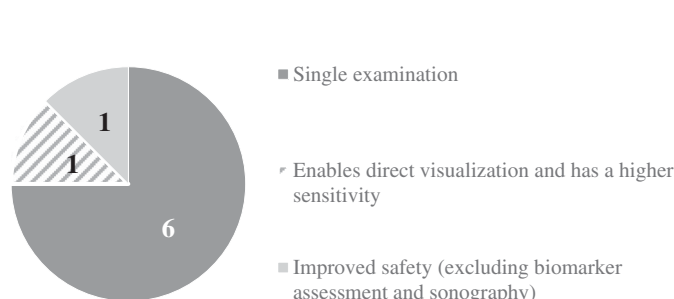 Single examination
1
1
Enables direct visualization and has a higher
sensitivity
6
Improved safety (excluding biomarker
assessment and sonography)